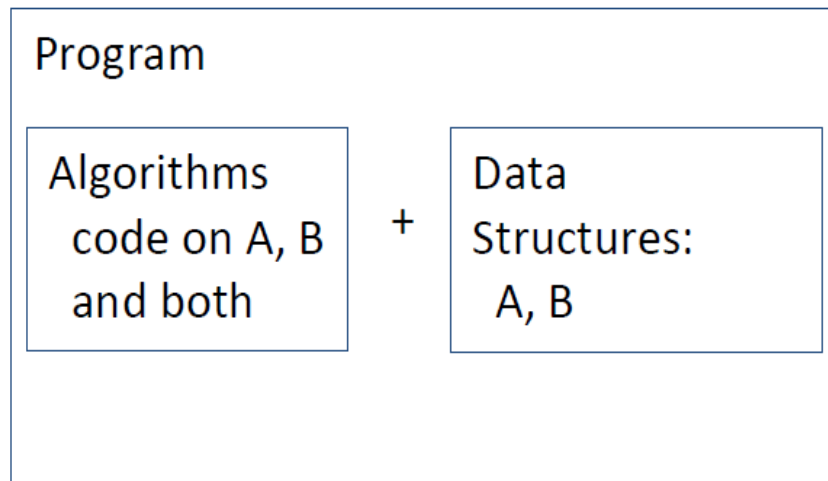 Program
Algorithms
code on A, B
and both
+
Data
Structures:
A, B